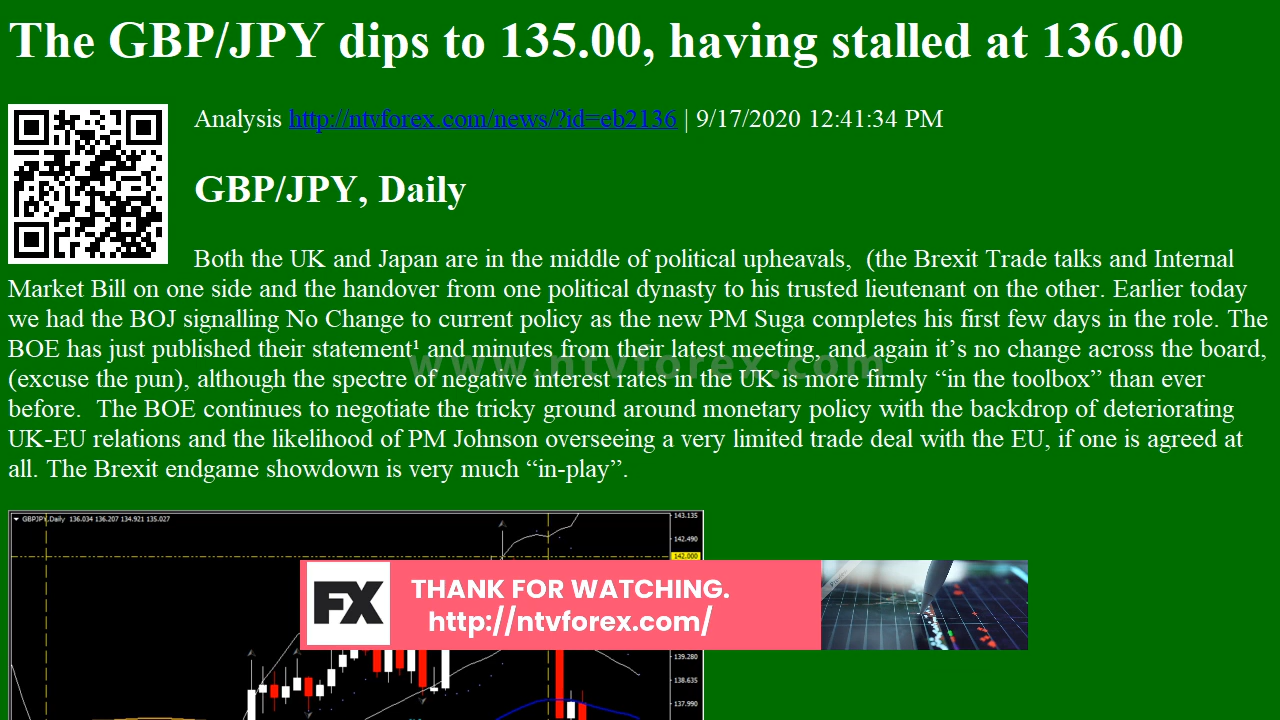 The GBP/JPY dips to 135.00, having stalled at 136.00
Analysis http://ntvforex.com/news/?id=eb2136 | 9/17/2020 12:41:34 PM
GBP/JPY, Daily
Both the UK and Japan are in the middle of political upheavals,  (the Brexit Trade talks and Internal
Market Bill on one side and the handover from one political dynasty to his trusted lieutenant on the other. Earlier today
we had the BOJ signalling No Change to current policy as the new PM Suga completes his first few days in the role. The
BOE has just published their statement¹ and minutes from their latest meeting, and again it’s no change across the board,
(excuse the pun), although the spectre of negative interest rates in the UK is more firmly “in the toolbox” than ever
before.  The BOE continues to negotiate the tricky ground around monetary policy with the backdrop of deteriorating
UK-EU relations and the likelihood of PM Johnson overseeing a very limited trade deal with the EU, if one is agreed at
all. The Brexit endgame showdown is very much “in-play”.
www.ntvforex.com
GBPJPY,Daily 136.034 136.207 134.921 135.027
143.135
142.490
142.000
FX
THANK FOR WATCHING.
http://ntvforex.com/
139.280
138.635
137.990